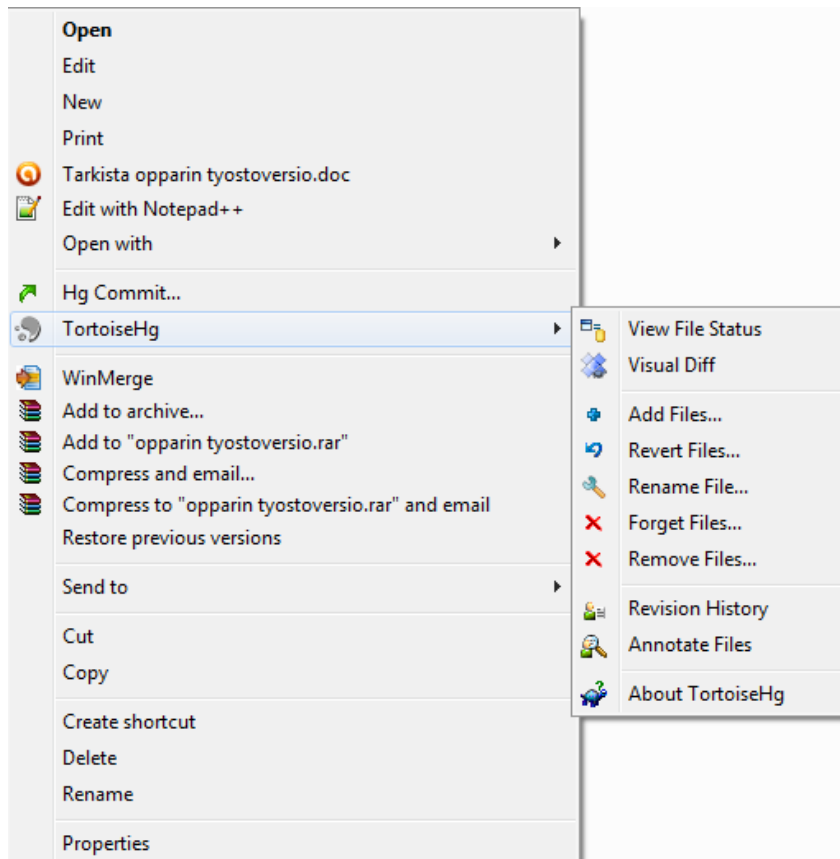 Open
Edit
New
Print
Tarkista opparin tyostoversio.doc
Edit with Notepad++
Open with
Hg Commit...
TortoiseHg
WinMerge
Add to archive...
Add to "opparin tyostoversio.rar"
Compress and email...
Compress to "opparin tyostoversio.rar" and email
Restore previous versions
Send to
Cut
Copy
Create shortcut
Delete
Rename
Properties
View File Status
Visual Diff
Add Files...
Revert Files...
Rename File...
Forget Files...
Remove Files...
Revision History
Annotate Files
About TortoiseHg